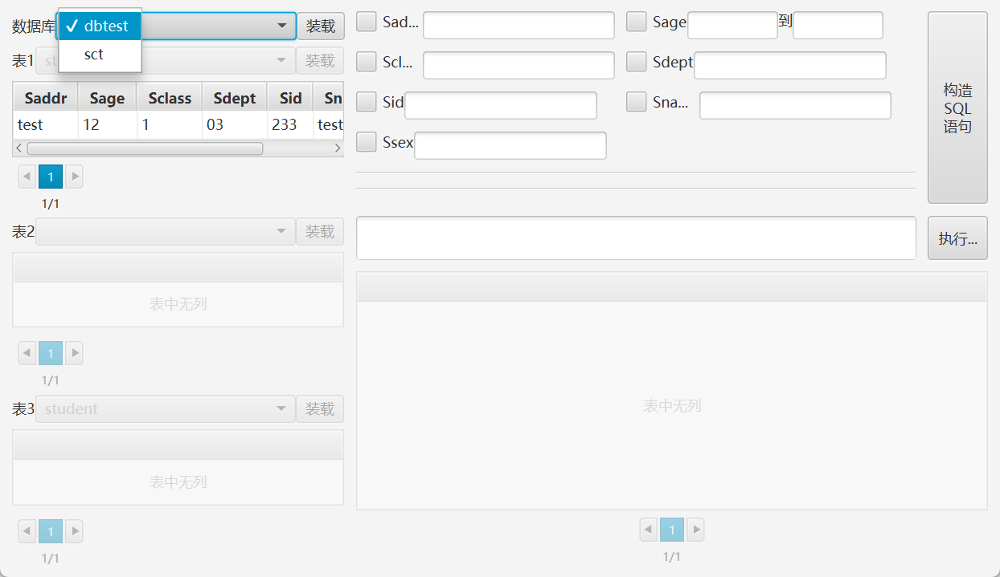 数据库 ✓ dbtest 装载
sct
表1 st 装载
Saddr Sage Sclass Sdept Sid Sn
test 12 1 03 233 test
1
1/1
表2 装载
表中无列
1
1/1
表3 student 装载
表中无列
1
1/1
Sad... Sage 到
Scl... Sdept
Sid Sna...
Ssex
构造
SQL
语句
执行...
表中无列
1
1/1